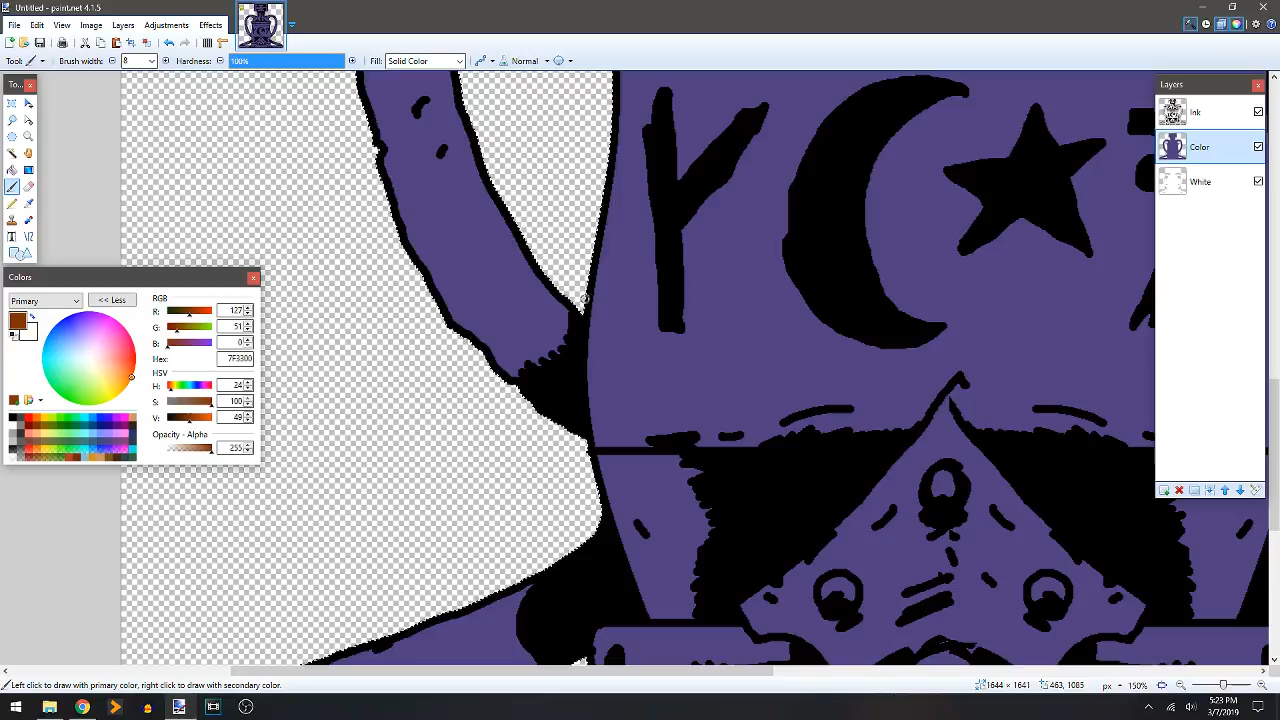 Untitled - paint.net 4.1.5
File Edit View Image Layers Adjustments Effects
Tool: Brush width: 8 Hardness: 100% Fill: Solid Color Normal
To...
Layers
Ink
Color
White
Colors
Primary << Less
RGB
R: 127
G: 51
B: 0
Hex: 7F3300
HSV
H: 24
S: 100
V: 49
Opacity - Alpha
255
Left click to draw with primary color, right click to draw with secondary color. 1644 × 1641 463, 1085 px 150%
5:23 PM
3/7/2019